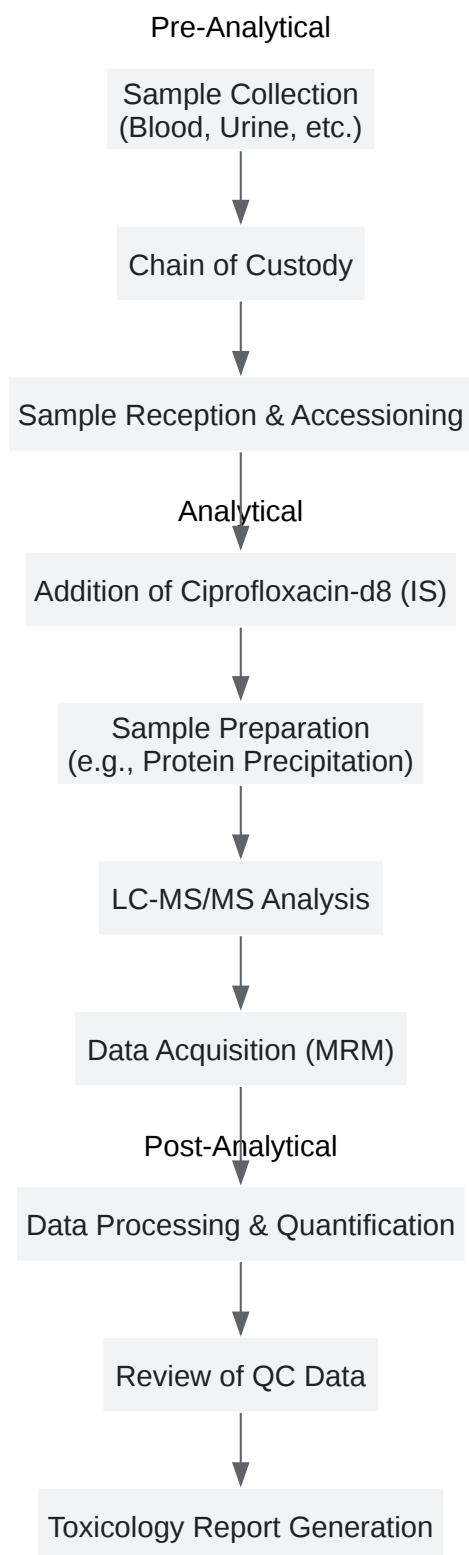 Pre-Analytical
Sample Collection
(Blood, Urine, etc.)
Chain of Custody
Sample Reception & Accessioning
Analytical
Addition of Ciprofloxacin-d8 (IS)
Sample Preparation
(e.g., Protein Precipitation)
LC-MS/MS Analysis
Data Acquisition (MRM)
Post-Analytical
Data Processing & Quantification
Review of QC Data
Toxicology Report Generation